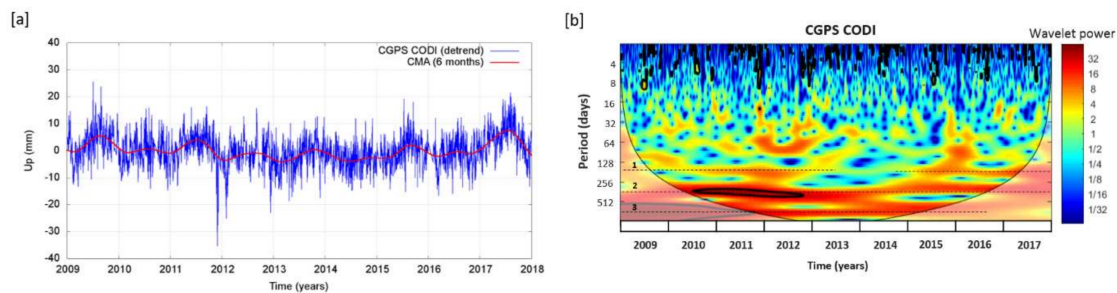 [a]
40
30
20
10
0
-10
-20
-30
-40
Up (mm)
CGPS CODI (detrend)
CMA (6 months)
2009 2010 2011 2012 2013 2014 2015 2016 2017 2018
Time (years)
[b]
CGPS CODI
Wavelet power
Period (days)
4
8
16
32
64
128
256
512
1
2
3
32
16
8
4
2
1
1/2
1/4
1/8
1/16
1/32
2009 2010 2011 2012 2013 2014 2015 2016 2017
Time (years)